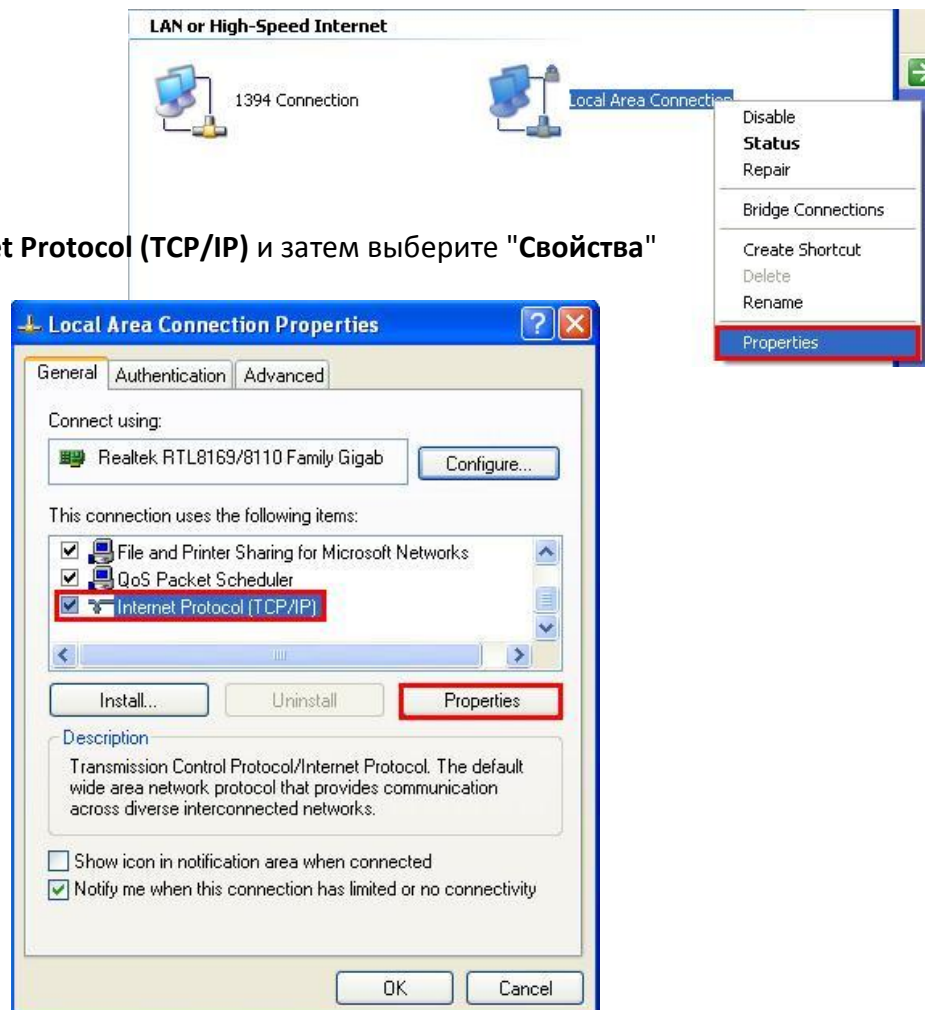 LAN or High-Speed Internet
1394 Connection
Local Area Connection
Disable
Status
Repair
Bridge Connections
Create Shortcut
Delete
Rename
Properties
et Protocol (TCP/IP) и затем выберите "Свойства"
Local Area Connection Properties
General Authentication Advanced
Connect using:
Realtek RTL8169/8110 Family Gigab
Configure...
This connection uses the following items:
File and Printer Sharing for Microsoft Networks
QoS Packet Scheduler
Internet Protocol (TCP/IP)
Install... Uninstall Properties
Description
Transmission Control Protocol/Internet Protocol. The default
wide area network protocol that provides communication
across diverse interconnected networks.
Show icon in notification area when connected
Notify me when this connection has limited or no connectivity
OK Cancel